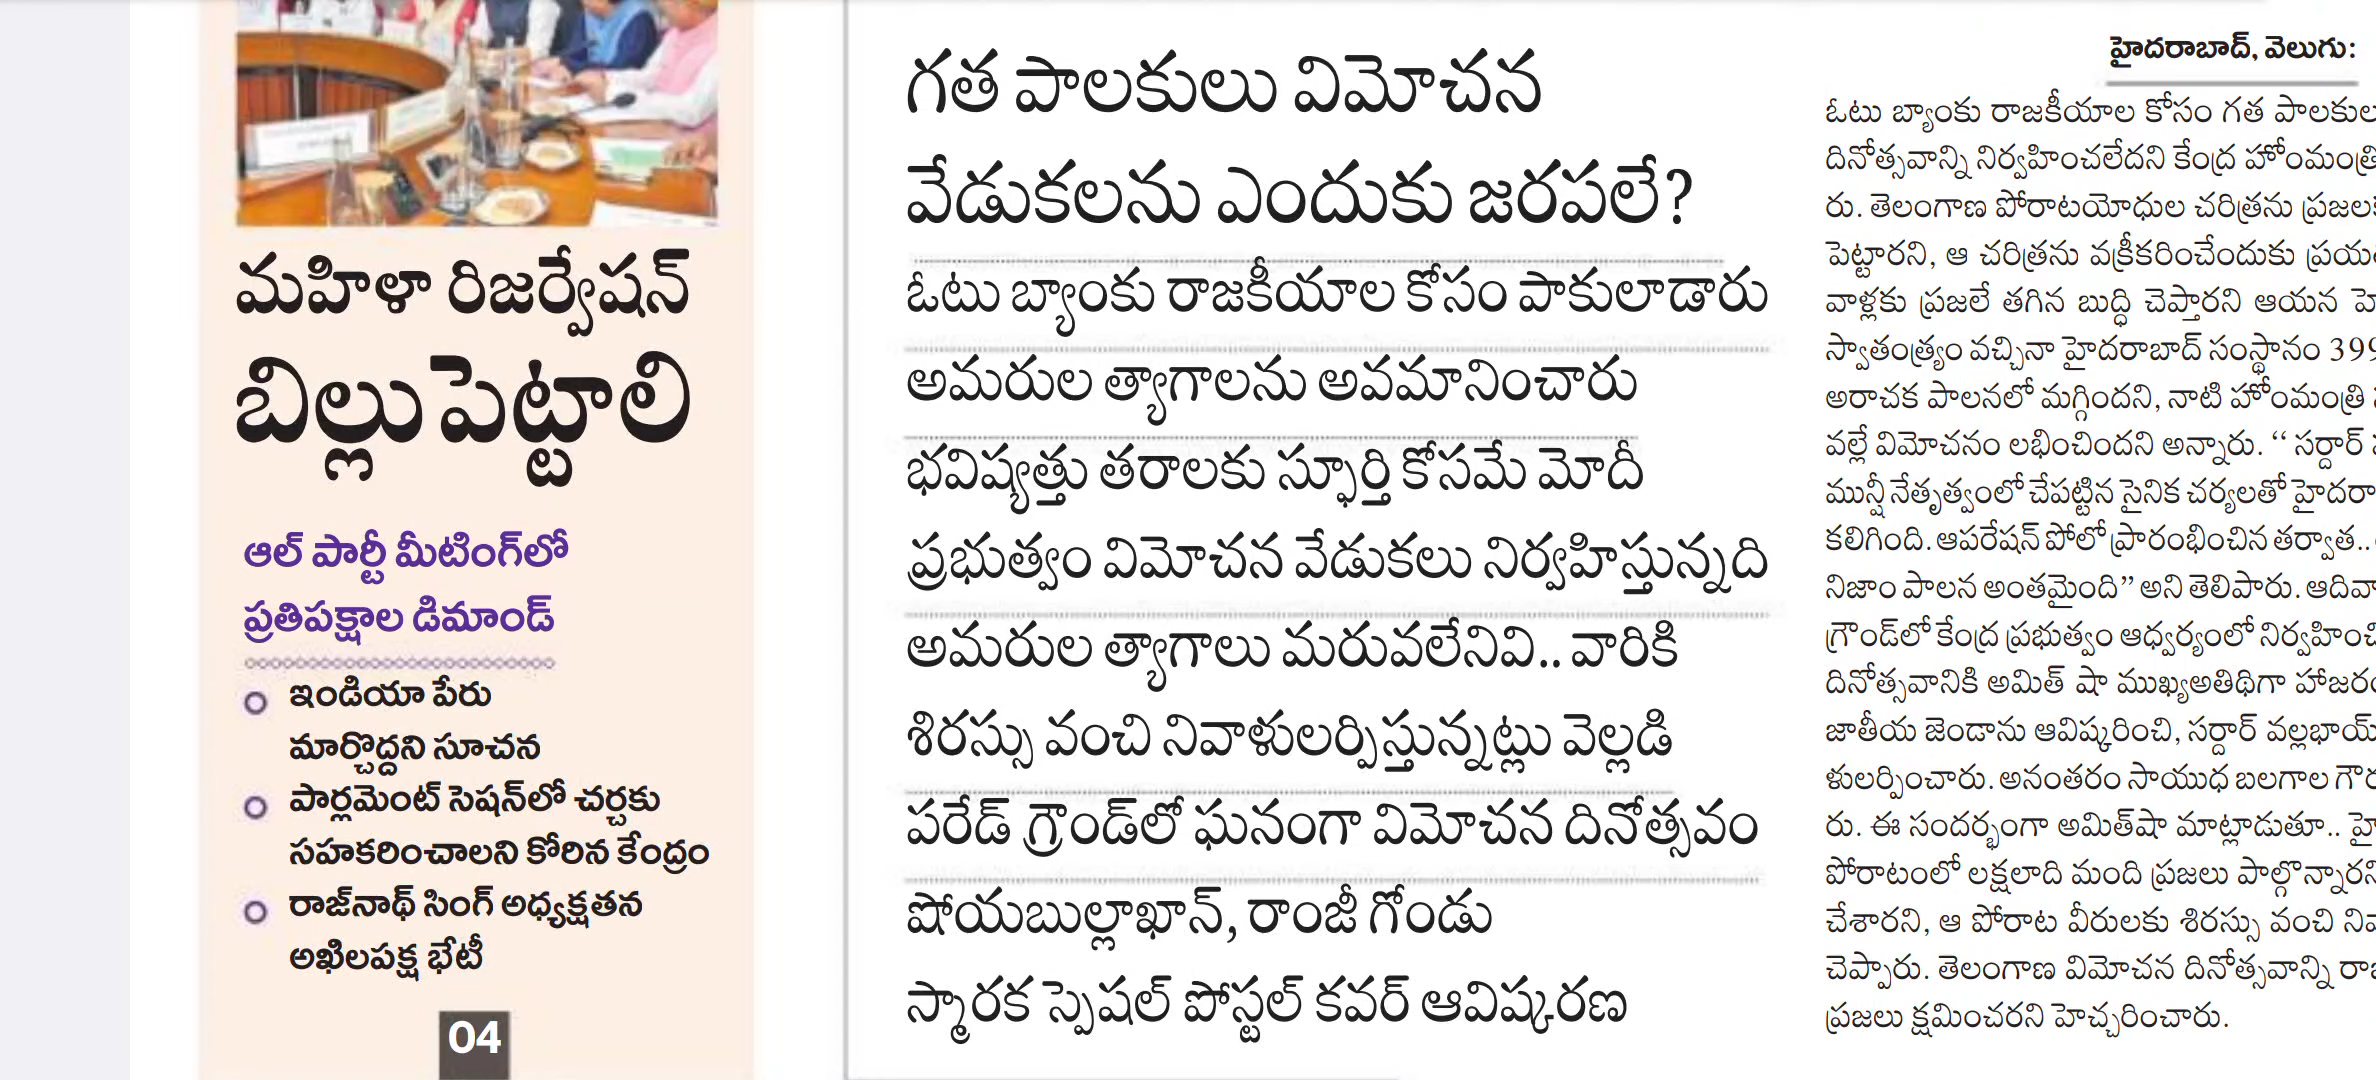 మహిళా రిజర్వేషన్
బిల్లు పెట్టాలి
ఆల్ పార్టీ మీటింగ్‌లో
ప్రతిపక్షాల డిమాండ్
ఇండియా పేరు
మార్చొద్దని సూచన
పార్లమెంట్ సెషన్‌లో చర్చకు
సహకరించాలని కోరిన కేంద్రం
రాజ్‌నాథ్ సింగ్ అధ్యక్షతన
అఖిలపక్ష భేటీ
04
గత పాలకులు విమోచన
వేడుకలను ఎందుకు జరపలే?
ఓటు బ్యాంకు రాజకీయాల కోసం పాకులాడారు
అమరుల త్యాగాలను అవమానించారు
భవిష్యత్తు తరాలకు స్ఫూర్తి కోసమే మోదీ
ప్రభుత్వం విమోచన వేడుకలు నిర్వహిస్తున్నది
అమరుల త్యాగాలు మరువలేనివి.. వారికి
శిరస్సు వంచి నివాళులర్పిస్తున్నట్లు వెల్లడి
పరేడ్ గ్రౌండ్‌లో ఘనంగా విమోచన దినోత్సవం
షోయబుల్లాఖాన్, రాంజీ గోండు
స్మారక స్పెషల్ పోస్టల్ కవర్ ఆవిష్కరణ
హైదరాబాద్, వెలుగు:
ఓటు బ్యాంకు రాజకీయాల కోసం గత
దినోత్సవాన్ని నిర్వహించలేదని కేంద్ర హోంమంత్రి
రు. తెలంగాణ పోరాటయోధుల చరిత్రను
పెట్టారని, ఆ చరిత్రను వక్రీకరించేందుకు
వాళ్లకు ప్రజలే తగిన బుద్ధి చెప్తారని ఆయన
స్వాతంత్ర్యం వచ్చినా హైదరాబాద్ సంస్థానం 399
అరాచక పాలనలో మగ్గిందని, నాటి హోంమంత్రి
వల్లే విమోచనం లభించిందని అన్నారు. ‘‘ సర్దార్
మున్షీ నేతృత్వంలో చేపట్టిన సైనిక చర్యలతో
కలిగింది. ఆపరేషన్ పోలో ప్రారంభించిన తర్వాత..
నిజాం పాలన అంతమైంది’’ అని తెలిపారు.
గ్రౌండ్‌లో కేంద్ర ప్రభుత్వం ఆధ్వర్యంలో
దినోత్సవానికి అమిత్ షా ముఖ్యఅతిథిగా
జాతీయ జెండాను ఆవిష్కరించి, సర్దార్
ళులర్పించారు. అనంతరం సాయుధ బలగాల
రు. ఈ సందర్భంగా అమిత్‌షా మాట్లాడుతూ..
పోరాటంలో లక్షలాది మంది ప్రజలు
చేశారని, ఆ పోరాట వీరులకు శిరస్సు వంచి
చెప్పారు. తెలంగాణ విమోచన దినోత్సవాన్ని
ప్రజలు క్షమించరని హెచ్చరించారు.